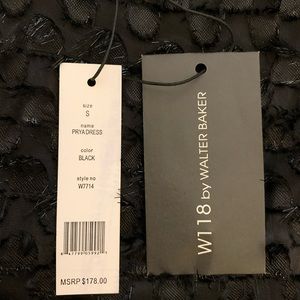 size
S
name
PRYA DRESS
color
BLACK
style no
W7714
MSRP $178.00
W118 by WALTER BAKER